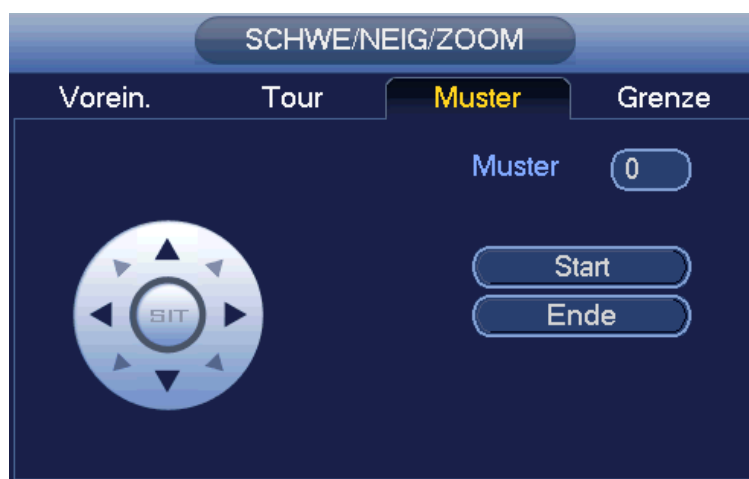 SCHWE/NEIG/ZOOM
Vorein. Tour Muster Grenze
Muster 0
SIT
Start
Ende